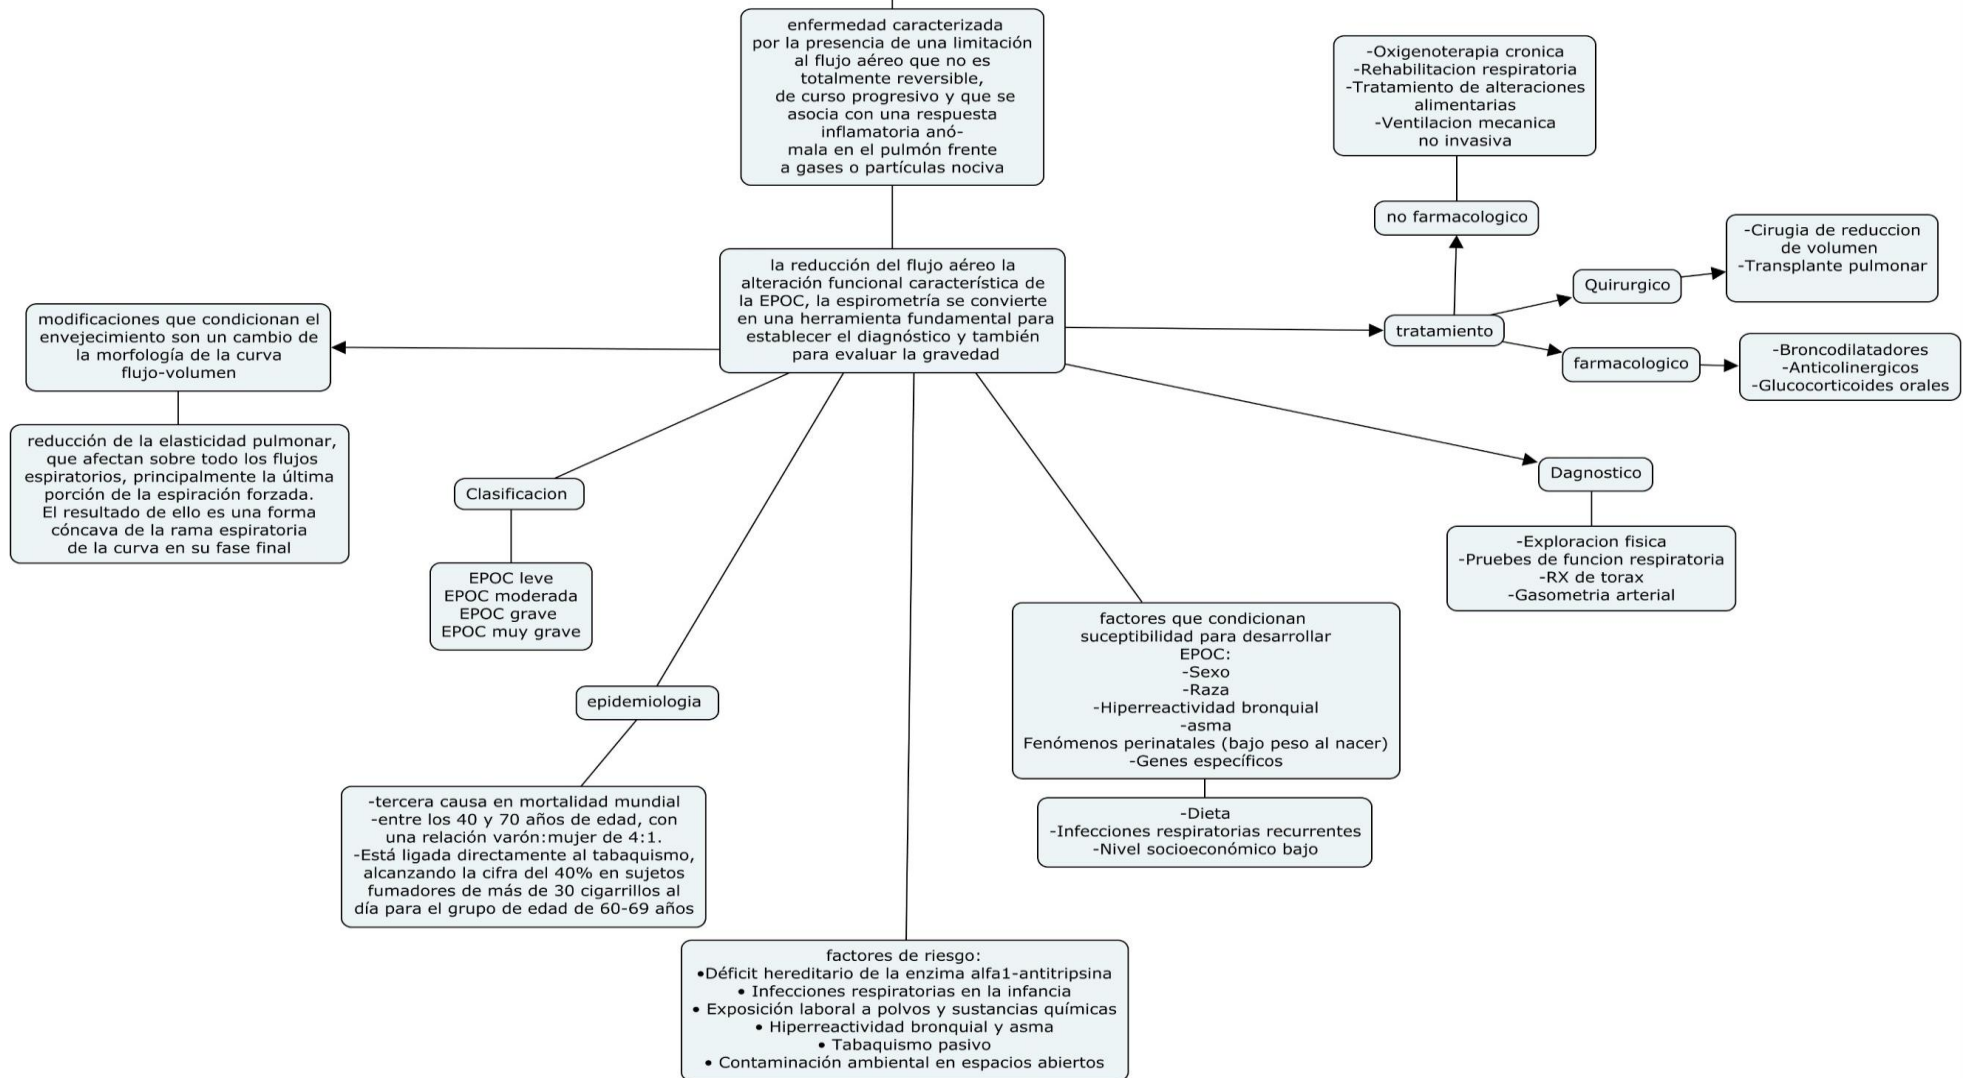 enfermedad caracterizada
por la presencia de una limitación
al flujo aéreo que no es
totalmente reversible,
de curso progresivo y que se
asocia con una respuesta
inflamatoria anó-
mala en el pulmón frente
a gases o partículas nociva
-Oxigenoterapia cronica
-Rehabilitacion respiratoria
-Tratamiento de alteraciones
alimentarias
-Ventilacion mecanica
no invasiva
no farmacologico
-Cirugia de reduccion
de volumen
-Transplante pulmonar
Quirurgico
tratamiento
farmacologico
-Broncodilatadores
-Anticolinergicos
-Glucocorticoides orales
la reducción del flujo aéreo la
alteración funcional característica de
la EPOC, la espirometría se convierte
en una herramienta fundamental para
establecer el diagnóstico y también
para evaluar la gravedad
modificaciones que condicionan el
envejecimiento son un cambio de
la morfología de la curva
flujo-volumen
reducción de la elasticidad pulmonar,
que afectan sobre todo los flujos
espiratorios, principalmente la última
porción de la espiración forzada.
El resultado de ello es una forma
cóncava de la rama espiratoria
de la curva en su fase final
Clasificacion
EPOC leve
EPOC moderada
EPOC grave
EPOC muy grave
Dagnostico
-Exploracion fisica
-Pruebes de funcion respiratoria
-RX de torax
-Gasometria arterial
factores que condicionan
suceptibilidad para desarrollar
EPOC:
-Sexo
-Raza
-Hiperreactividad bronquial
-asma
Fenómenos perinatales (bajo peso al nacer)
-Genes específicos
-Dieta
-Infecciones respiratorias recurrentes
-Nivel socioeconómico bajo
epidemiologia
-tercera causa en mortalidad mundial
-entre los 40 y 70 años de edad, con
una relación varón:mujer de 4:1.
-Está ligada directamente al tabaquismo,
alcanzando la cifra del 40% en sujetos
fumadores de más de 30 cigarrillos al
día para el grupo de edad de 60-69 años
factores de riesgo:
•Déficit hereditario de la enzima alfa1-antitripsina
• Infecciones respiratorias en la infancia
• Exposición laboral a polvos y sustancias químicas
• Hiperreactividad bronquial y asma
• Tabaquismo pasivo
• Contaminación ambiental en espacios abiertos